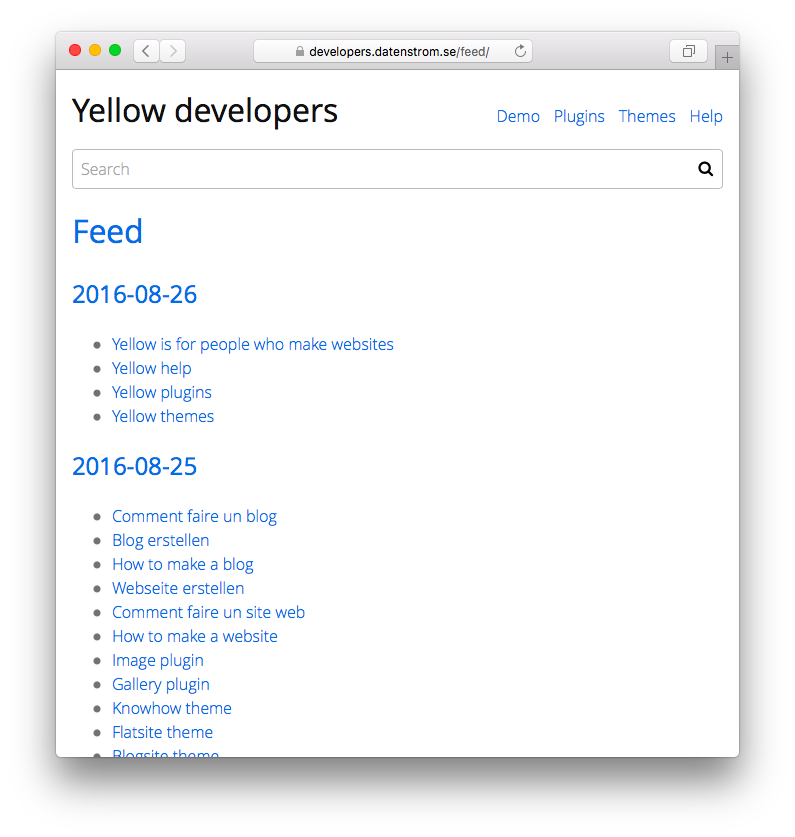 developers.datenstrom.se/feed/
Yellow developers
Demo Plugins Themes Help
Search
Feed
2016-08-26
Yellow is for people who make websites
Yellow help
Yellow plugins
Yellow themes
2016-08-25
Comment faire un blog
Blog erstellen
How to make a blog
Webseite erstellen
Comment faire un site web
How to make a website
Image plugin
Gallery plugin
Knowhow theme
Flatsite theme
Blogsite theme